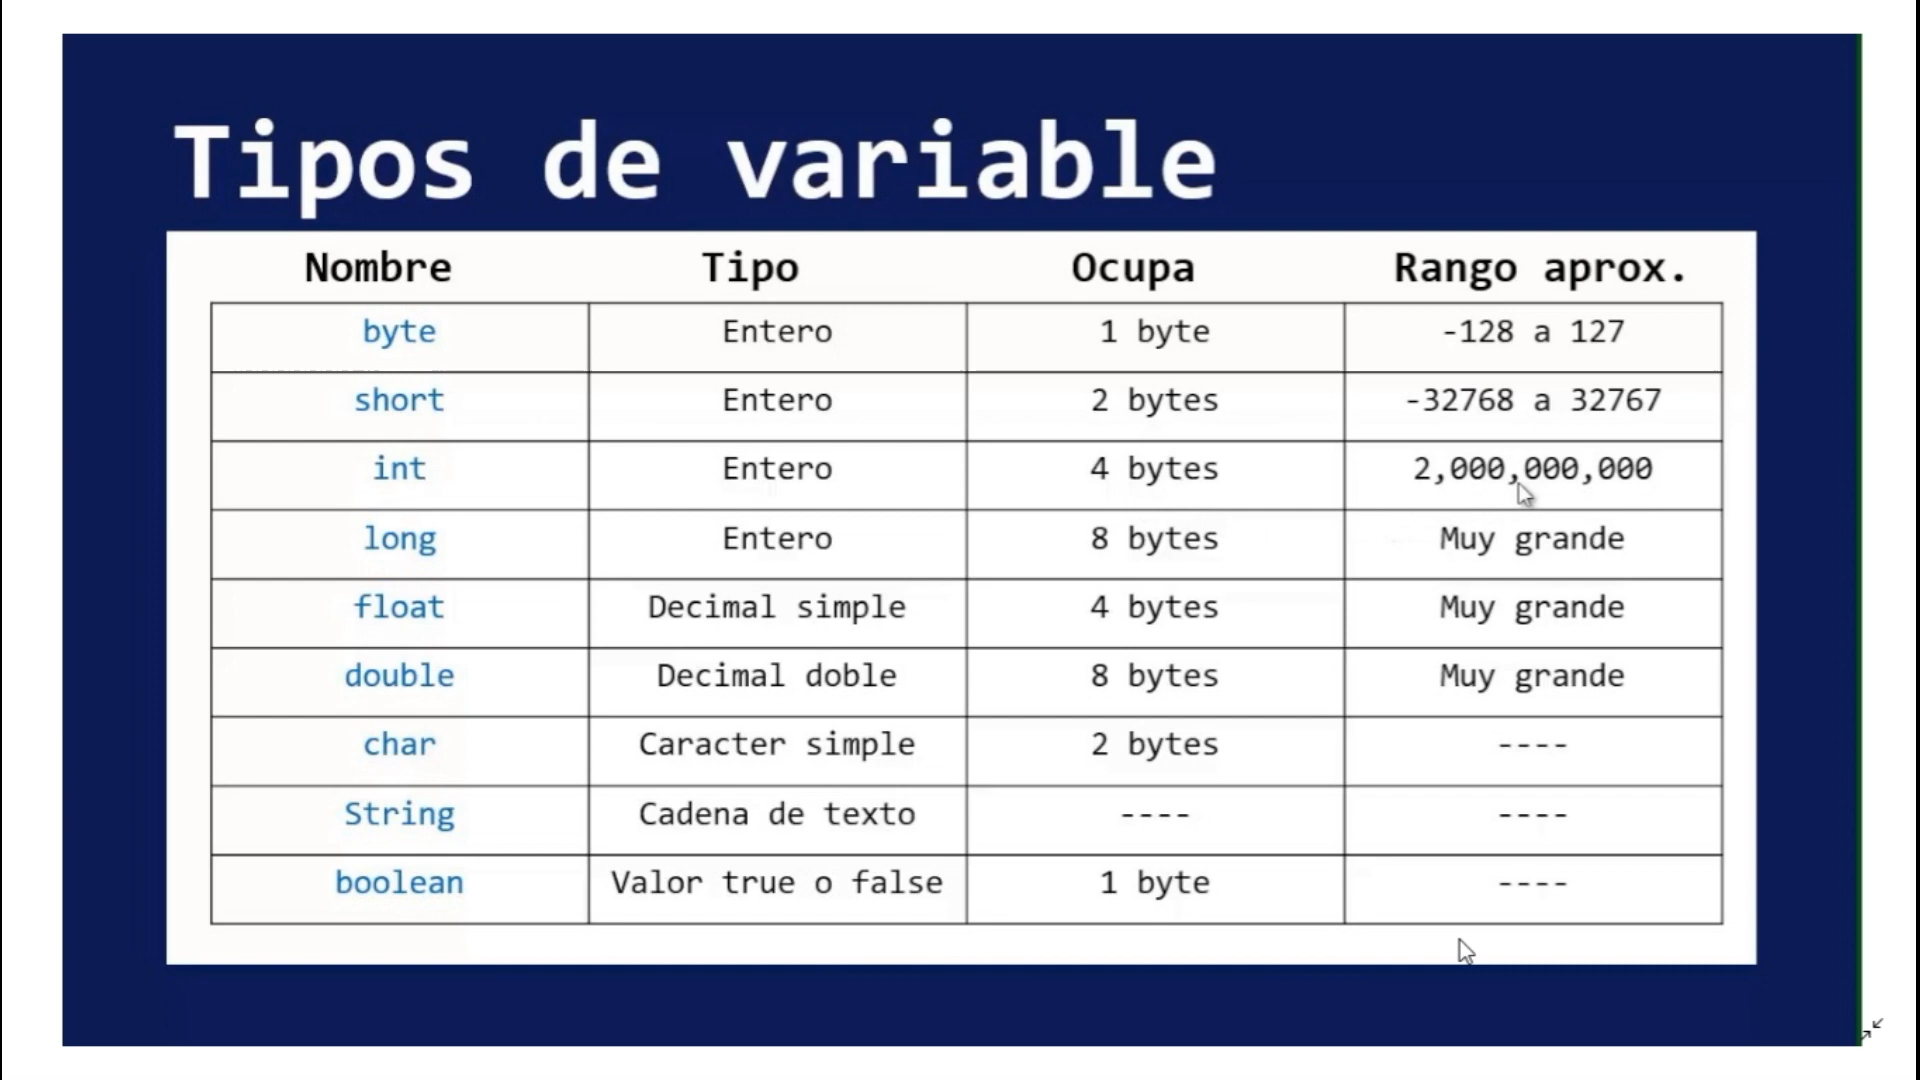 Tipos de variable
Nombre Tipo Ocupa Rango aprox.
byte Entero 1 byte -128 a 127
short Entero 2 bytes -32768 a 32767
int Entero 4 bytes 2,000,000,000
long Entero 8 bytes Muy grande
float Decimal simple 4 bytes Muy grande
double Decimal doble 8 bytes Muy grande
char Caracter simple 2 bytes ----
String Cadena de texto ---- ----
boolean Valor true o false 1 byte ----